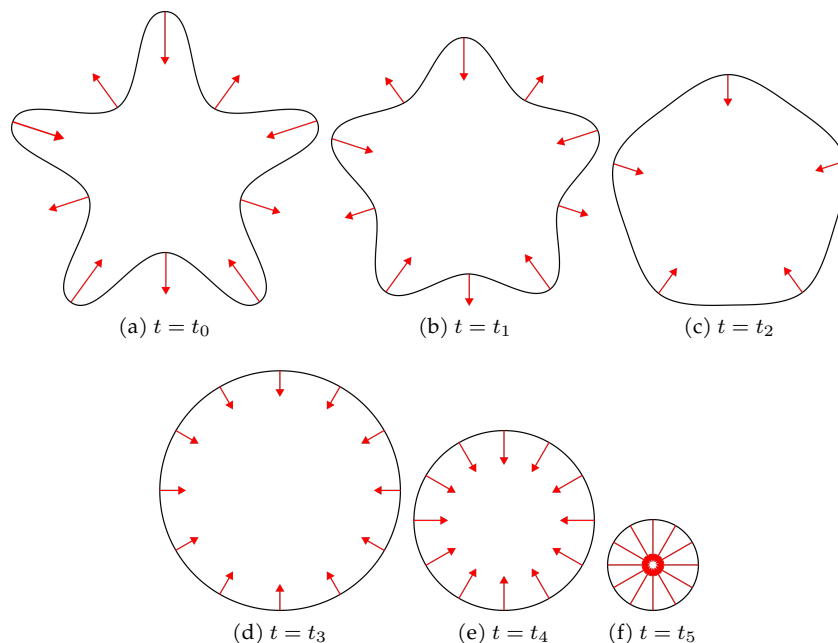 (a) t = t₀
(b) t = t₁
(c) t = t₂
(d) t = t₃
(e) t = t₄
(f) t = t₅